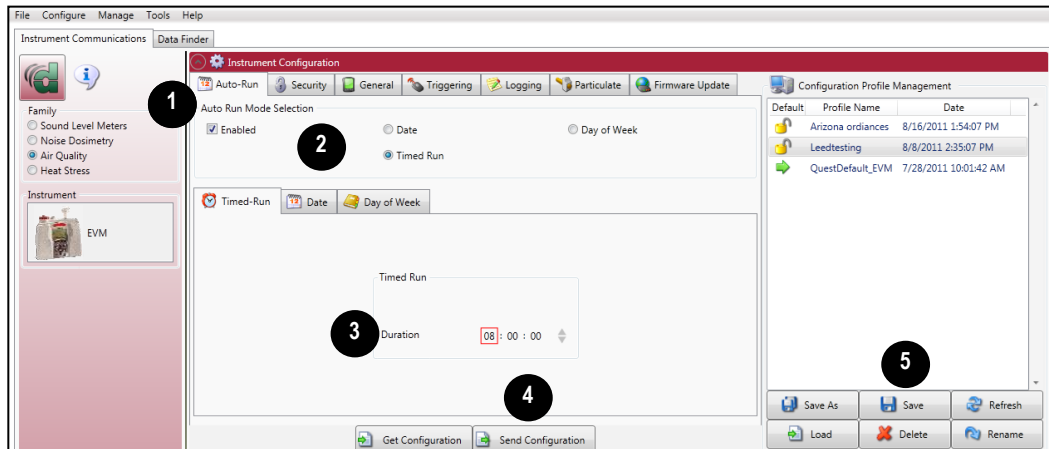 File Configure Manage Tools Help
Instrument Communications Data Finder
Instrument Configuration
Auto-Run Security General Triggering Logging Particulate Firmware Update
1
Auto Run Mode Selection
Enabled
2
Date
Day of Week
Timed Run
Family
Sound Level Meters
Noise Dosimetry
Air Quality
Heat Stress
Instrument
EVM
Timed-Run Date Day of Week
Timed Run
3
Duration 08 : 00 : 00
4
Get Configuration Send Configuration
Configuration Profile Management
Default Profile Name Date
Arizona ordiances 8/16/2011 1:54:07 PM
Leedtesting 8/8/2011 2:35:07 PM
QuestDefault_EVM 7/28/2011 10:01:42 AM
5
Save As Save Refresh
Load Delete Rename